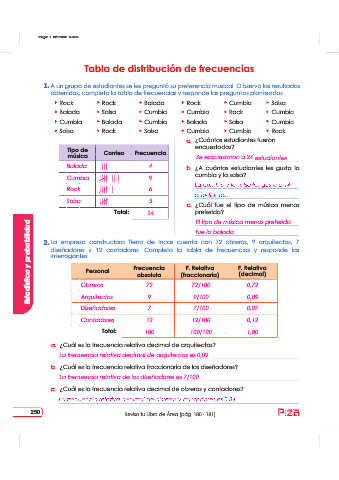 Tabla de distribución de frecuencias
1. A un grupo de estudiantes se les preguntó su preferencia musical. Observa los resultados
obtenidos, completa la tabla de frecuencias y responde las preguntas planteadas.
Rock Rock Balada Rock Cumbia Salsa
Balada Salsa Cumbia Cumbia Rock Cumbia
Cumbia Balada Cumbia Balada Salsa Cumbia
Salsa Rock Salsa Cumbia Cumbia Rock
Tipo de música Conteo Frecuencia
Balada 4
Cumbia 9
Rock 6
Salsa 5
Total: 24
a. ¿Cuántos estudiantes fueron
encuestados?
Se encuestaron a 24 estudiantes
b. ¿A cuántos estudiantes les gusta la
cumbia y la salsa?
c. ¿Cuál fue el tipo de música menos
preferido?
El tipo de música menos preferido
fue la balada
2. La empresa constructora Tierra de Incas cuenta con 72 obreros, 9 arquitectos, 7
diseñadores y 12 contadores. Completa la tabla de frecuencias y responde las
interrogantes.
Personal Frecuencia absoluta F. Relativa (fraccionaria) F. Relativa (decimal)
Obreros 72 72/100 0,72
Arquitectos 9 9/100 0,09
Diseñadores 7 7/100 0,07
Contadores 12 12/100 0,12
Total: 100 100/100 1,00
a. ¿Cuál es la frecuencia relativa decimal de arquitectos?
La frecuencia relativa decimal de arquitectos es 0,09
b. ¿Cuál es la frecuencia relativa fraccionaria de los diseñadores?
La frecuencia relativa de los diseñadores es 7/100
c. ¿Cuál es la frecuencia relativa decimal de obreros y contadores?
Estadística y probabilidad
250
Revisa tu Libro de Área (pág. 180 - 181)